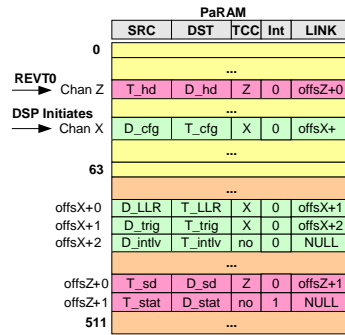 PaRAM
SRC DST TCC Int LINK
0
...
REVT0
Chan Z T_hd D_hd Z 0 offsZ+0
...
DSP Initiates
Chan X D_cfg T_cfg X 0 offsX+
...
63
...
offsX+0 D_LLR T_LLR X 0 offsX+1
offsX+1 D_trig T_trig X 0 offsX+2
offsX+2 D_intlv T_intlv no 0 NULL
...
offsZ+0 T_sd D_sd Z 0 offsZ+1
offsZ+1 T_stat D_stat no 1 NULL
511 ...